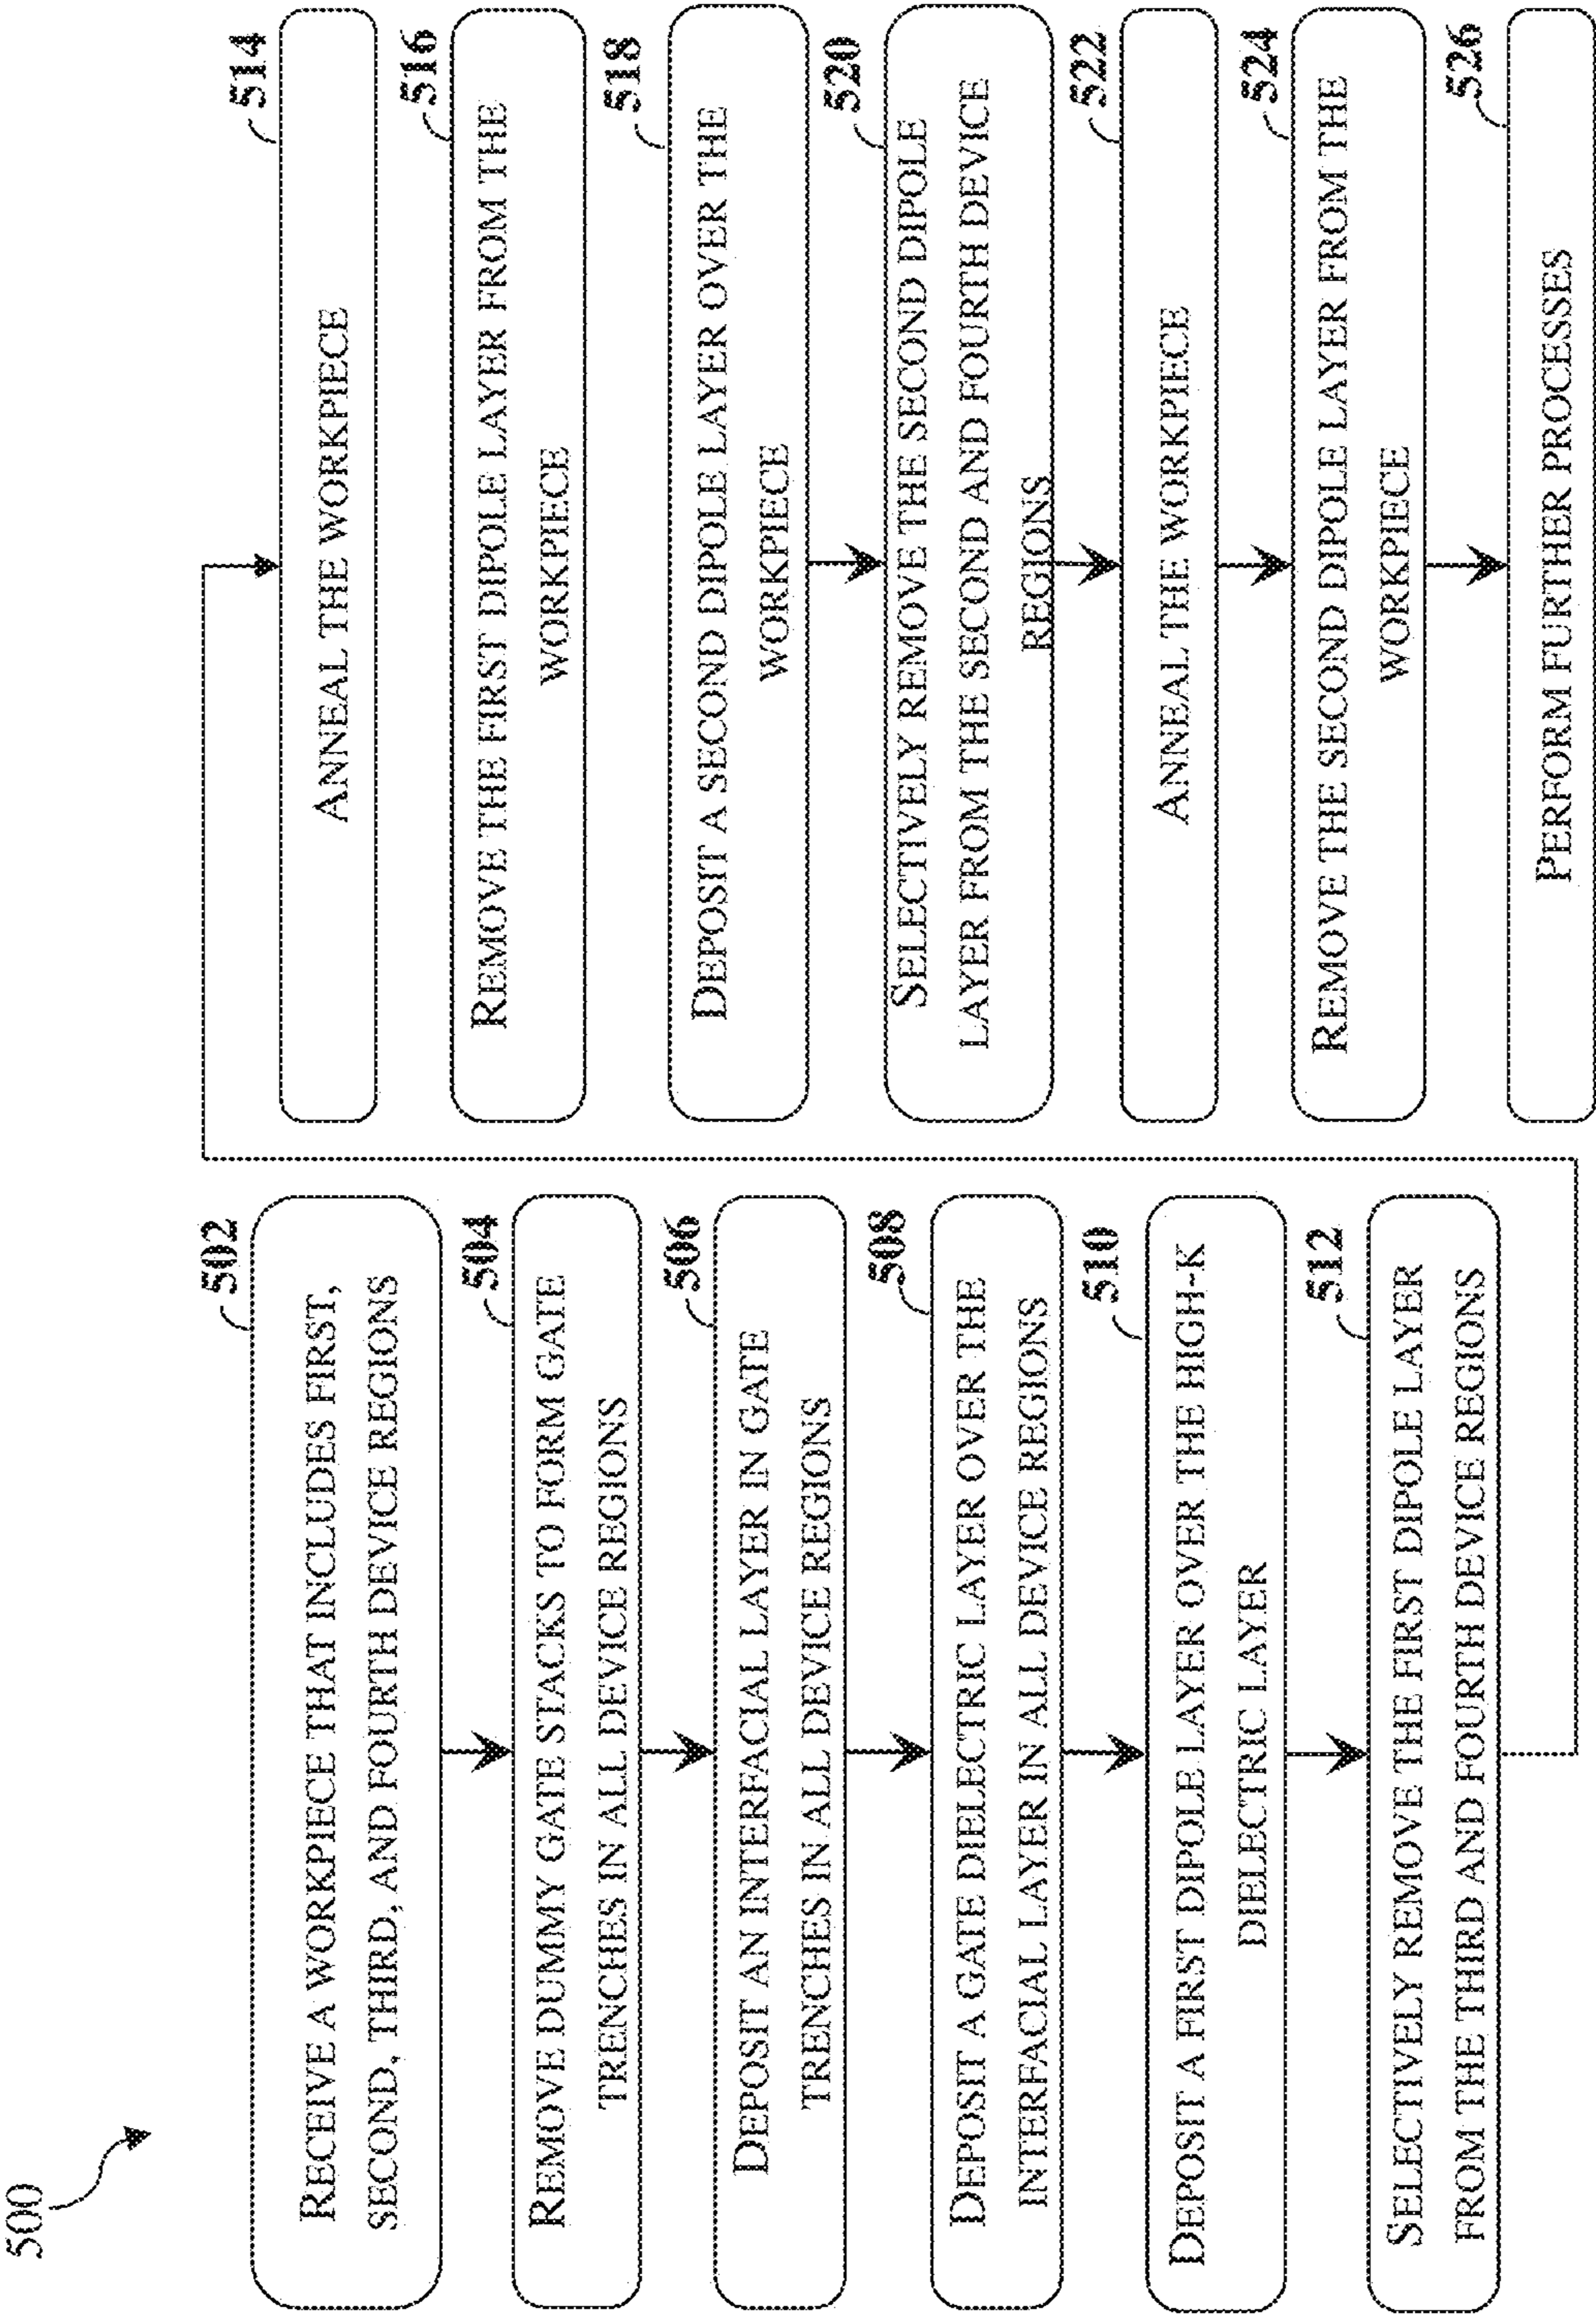 500
502
RECEIVE A WORKPIECE THAT INCLUDES FIRST,
SECOND, THIRD, AND FOURTH DEVICE REGIONS
504
REMOVE DUMMY GATE STACKS TO FORM GATE
TRENCHES IN ALL DEVICE REGIONS
506
DEPOSIT AN INTERFACIAL LAYER IN GATE
TRENCHES IN ALL DEVICE REGIONS
508
DEPOSIT A GATE DIELECTRIC LAYER OVER THE
INTERFACIAL LAYER IN ALL DEVICE REGIONS
510
DEPOSIT A FIRST DIPOLE LAYER OVER THE HIGH-K
DIELECTRIC LAYER
512
SELECTIVELY REMOVE THE FIRST DIPOLE LAYER
FROM THE THIRD AND FOURTH DEVICE REGIONS
514
ANNEAL THE WORKPIECE
516
REMOVE THE FIRST DIPOLE LAYER FROM THE
WORKPIECE
518
DEPOSIT A SECOND DIPOLE LAYER OVER THE
WORKPIECE
520
SELECTIVELY REMOVE THE SECOND DIPOLE
LAYER FROM THE SECOND AND FOURTH DEVICE
REGIONS
522
ANNEAL THE WORKPIECE
524
REMOVE THE SECOND DIPOLE LAYER FROM THE
WORKPIECE
526
PERFORM FURTHER PROCESSES